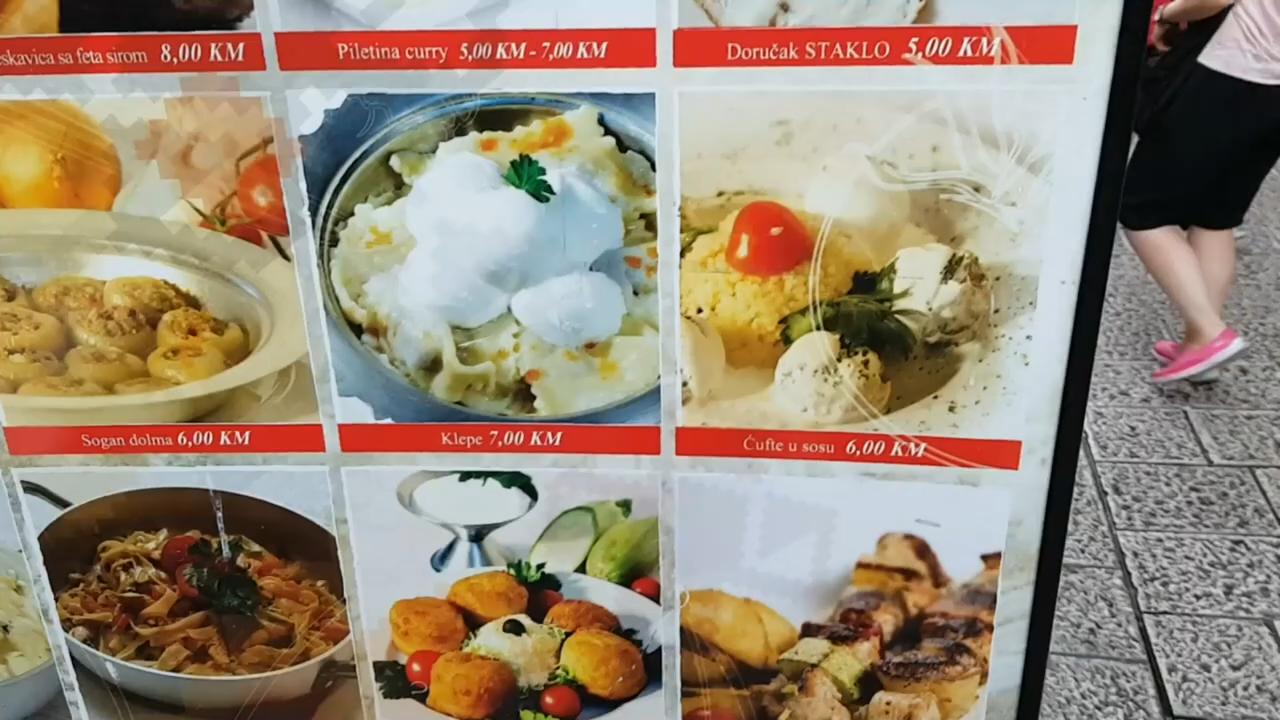 sa feta sirom 8,00 KM
Piletina curry 5,00 KM - 7,00 KM
Doručak STAKLO 5,00 KM
Sogan dolma 6,00 KM
Klepe 7,00 KM
Ćufte u sosu 6,00 KM